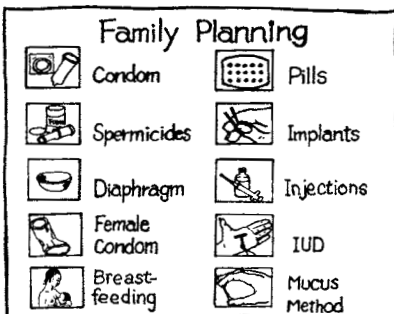 Family Planning
Condom
Pills
Spermicides
Implants
Diaphragm
Injections
Female
Condom
IUD
Breast-
feeding
Mucus
Method